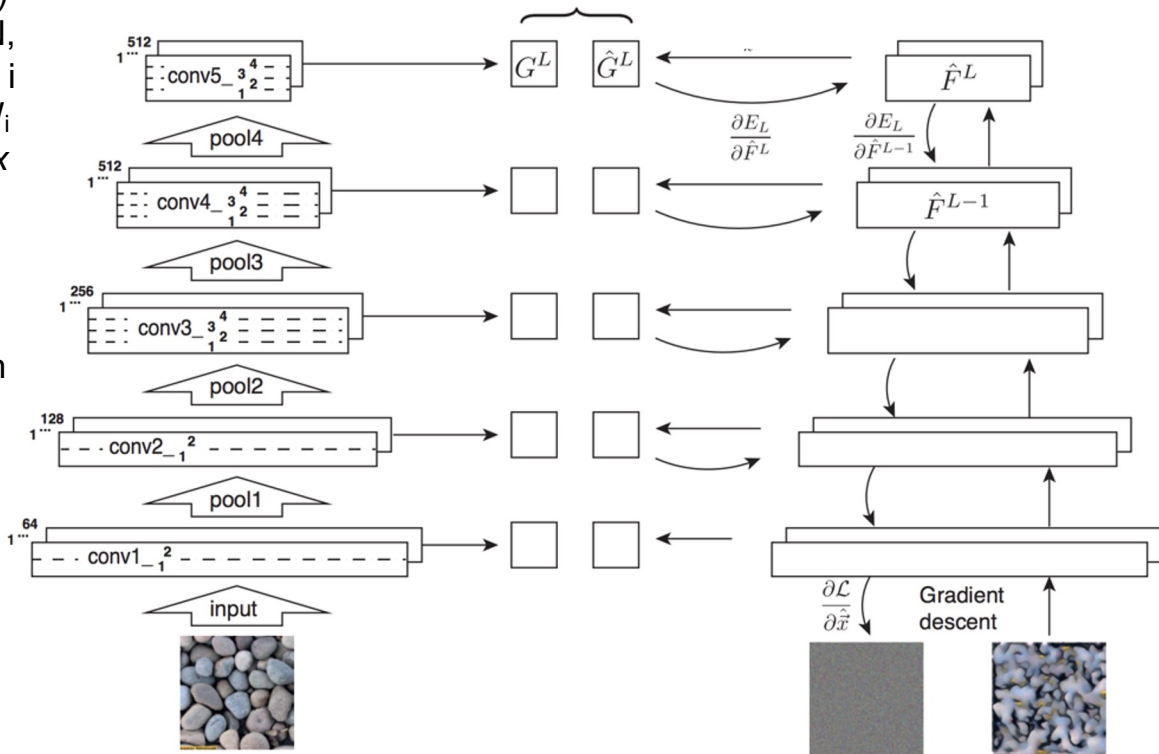 )
l,
i
i
x
n
512
1...
conv5_ 1 2 3 4
G^L
Ĝ^L
F̂^L
pool4
∂E_L
∂F̂^L
∂E_L
∂F̂^{L-1}
512
1...
conv4_ 1 2 3 4
F̂^{L-1}
pool3
256
1...
conv3_ 1 2 3 4
pool2
128
1...
conv2_ 1 2
pool1
64
1...
conv1_ 1 2
input
∂ℒ
∂x̂
Gradient
descent